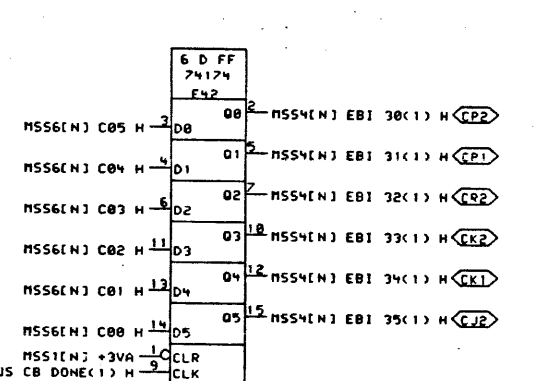 6 D FF
74174
E42
MSS6[N] C05 H 3 D0 Q0 2 MSS4[N] EBI 30(1) H CP2
MSS6[N] C04 H 4 D1 Q1 5 MSS4[N] EBI 31(1) H CP1
MSS6[N] C03 H 6 D2 Q2 7 MSS4[N] EBI 32(1) H CR2
MSS6[N] C02 H 11 D3 Q3 10 MSS4[N] EBI 33(1) H CK2
MSS6[N] C01 H 13 D4 Q4 12 MSS4[N] EBI 34(1) H CK1
MSS6[N] C00 H 14 D5 Q5 15 MSS4[N] EBI 35(1) H CJ2
MSS1[N] +3VA 1 CLR
CB DONE(1) H 9 CLK